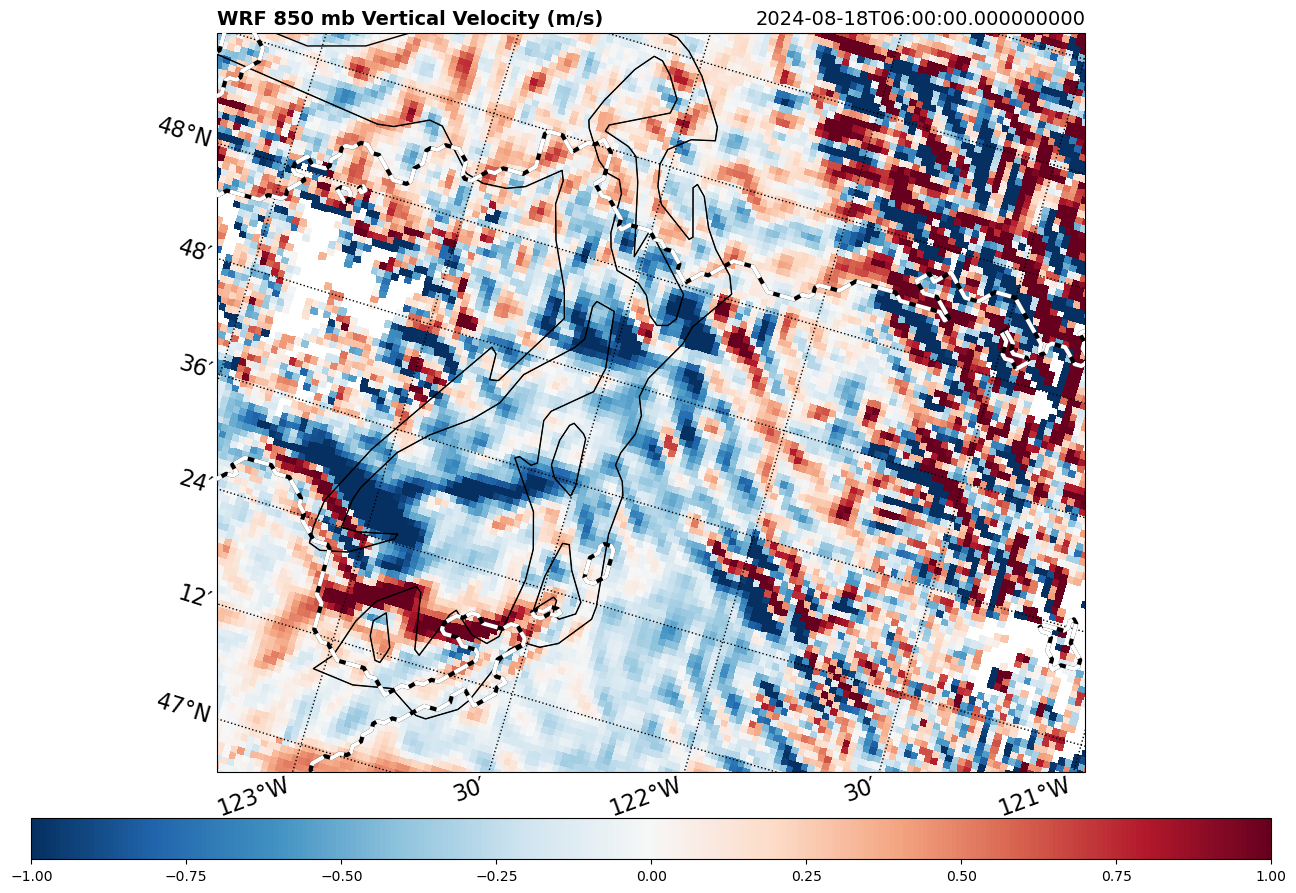 WRF 850 mb Vertical Velocity (m/s) 2024-08-18T06:00:00.000000000
48°N
48′
36′
24′
12′
47°N
123°W 30′ 122°W 30′ 121°W
−1.00 −0.75 −0.50 −0.25 0.00 0.25 0.50 0.75 1.00